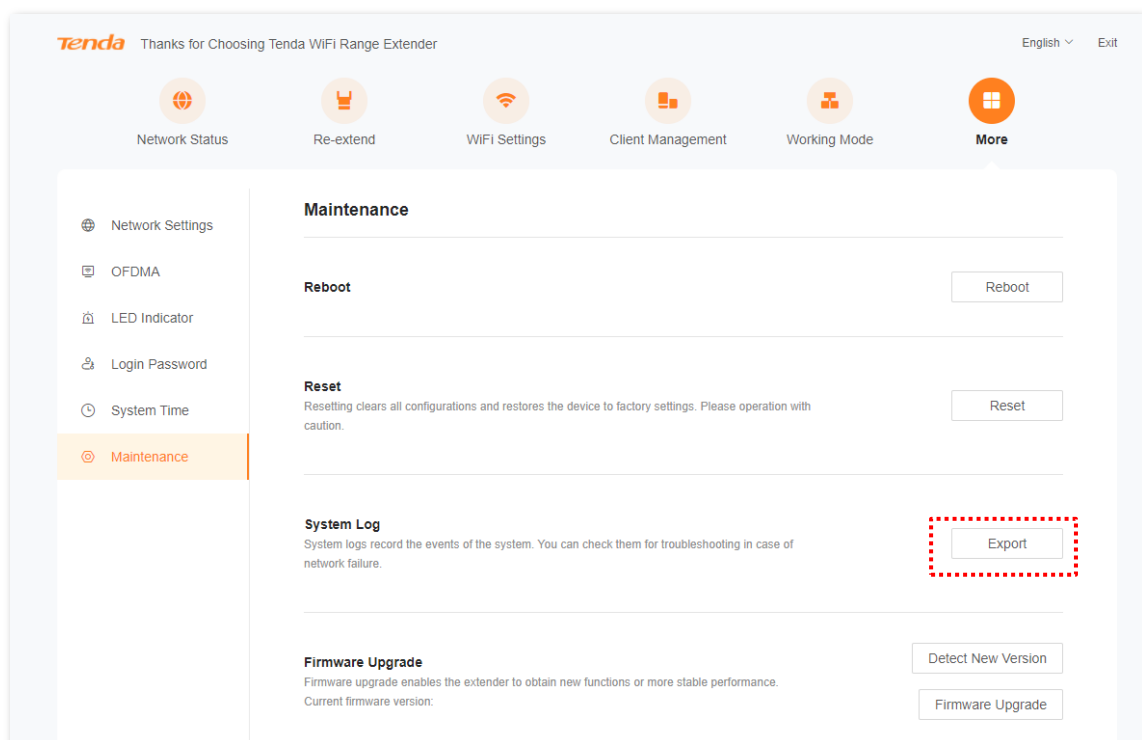 Tenda Thanks for Choosing Tenda WiFi Range Extender English Exit
Network Status Re-extend WiFi Settings Client Management Working Mode More
Network Settings
OFDMA
LED Indicator
Login Password
System Time
Maintenance
Maintenance
Reboot Reboot
Reset
Resetting clears all configurations and restores the device to factory settings. Please operation with
caution.
Reset
System Log
System logs record the events of the system. You can check them for troubleshooting in case of
network failure.
Export
Firmware Upgrade
Firmware upgrade enables the extender to obtain new functions or more stable performance.
Current firmware version:
Detect New Version
Firmware Upgrade